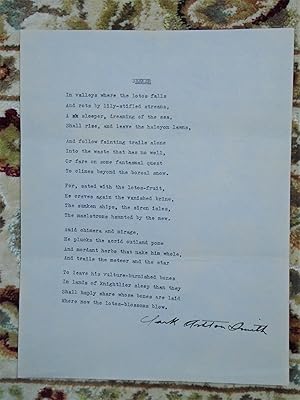 In valleys where the lotos falls
And rots by lily-stifled streams,
A sleeper, dreaming of the sea,
Shall rise, and leave the halcyon lawns,
And follow fainting trails alone
Into the waste that has no well,
Or fare on some fantasmal quest
To climes beyond the boreal snow.
For, sated with the lotos-fruit,
He craves again the vanished brine,
The sunken ships, the siren isles,
The maelstroms haunted by the mew.
Amid chimera and mirage,
He plucks the acrid outland pome
And mordant herbs that make him whole,
And trails the meteor and the star
To leave his vulture-burnished bones
In lands of knightlier sleep than they
Shall haply share whose bones are laid
Where now the lotos-blossoms blow.
Clark Ashton Smith